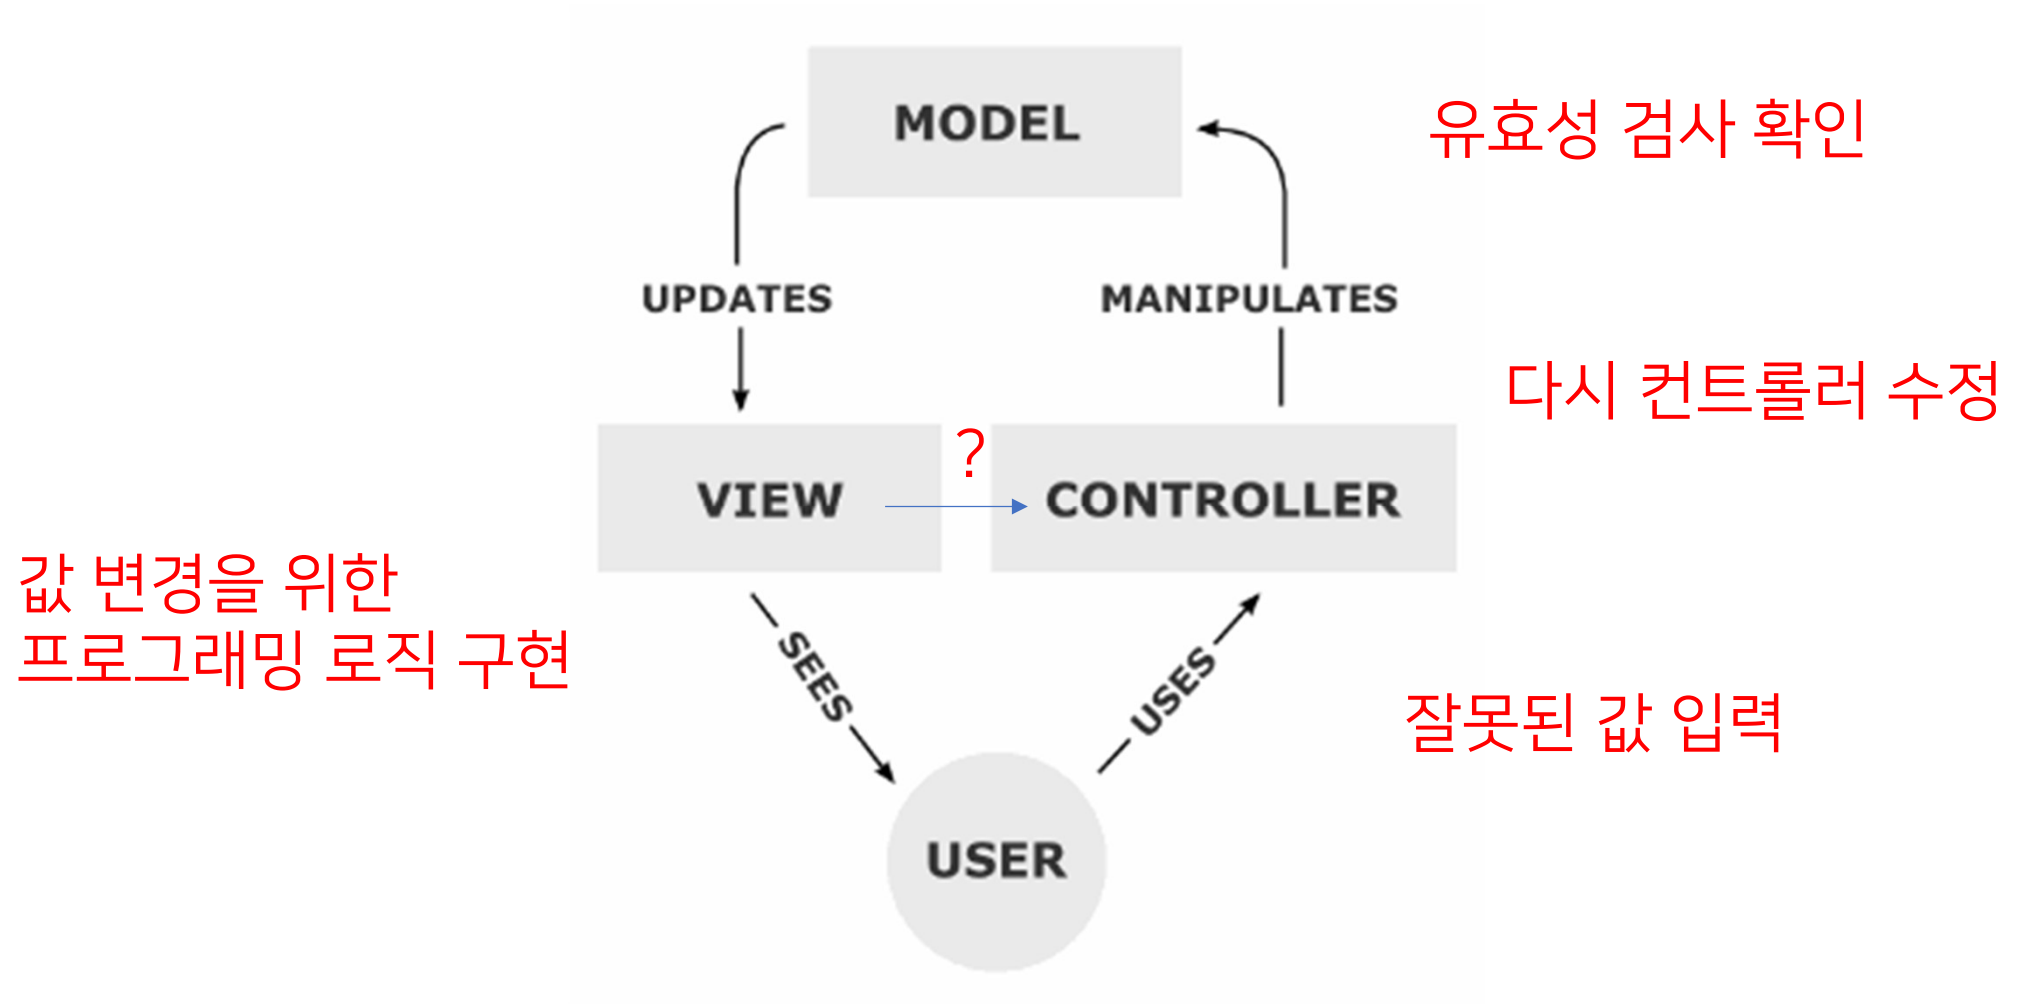 MODEL
유효성 검사 확인
UPDATES
MANIPULATES
다시 컨트롤러 수정
?
VIEW
CONTROLLER
값 변경을 위한
프로그래밍 로직 구현
SEES
USES
잘못된 값 입력
USER